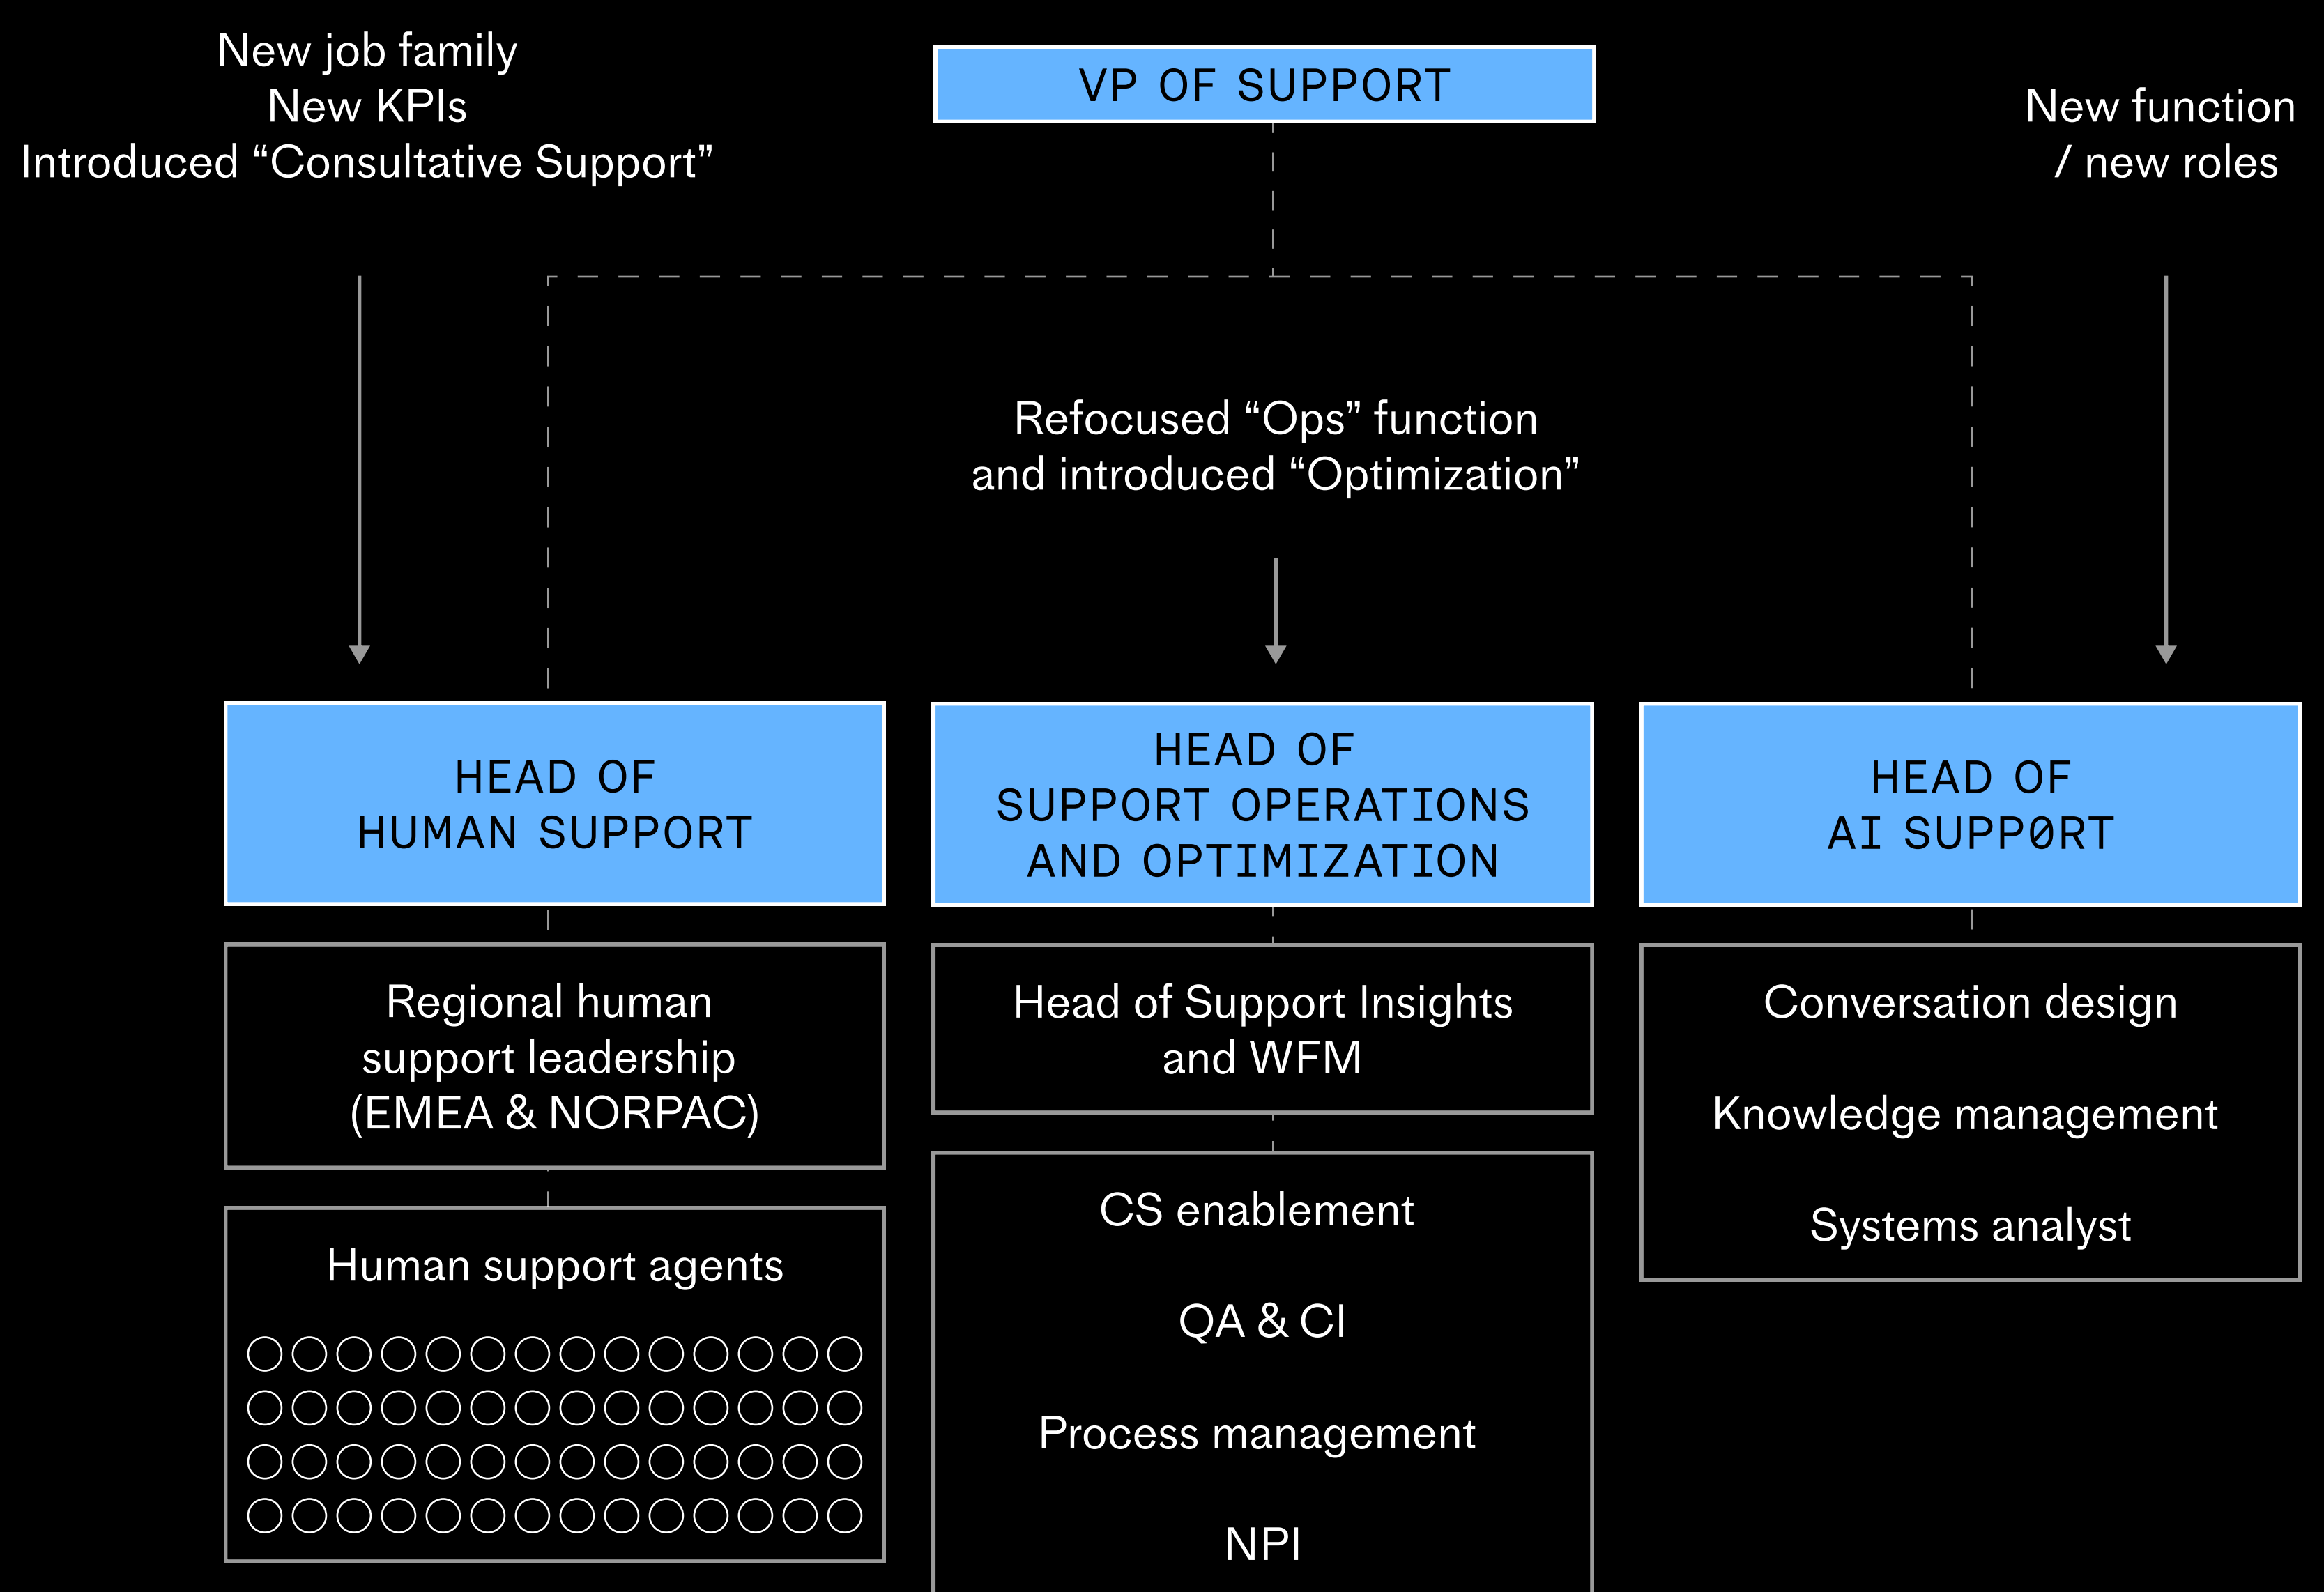 New job family
New KPIs
Introduced “Consultative Support”
VP OF SUPPORT
New function
/ new roles
Refocused “Ops” function
and introduced “Optimization”
HEAD OF
HUMAN SUPPORT
HEAD OF
SUPPORT OPERATIONS
AND OPTIMIZATION
HEAD OF
AI SUPP0RT
Regional human
support leadership
(EMEA & NORPAC)
Human support agents
Head of Support Insights
and WFM
CS enablement
QA & CI
Process management
NPI
Conversation design
Knowledge management
Systems analyst